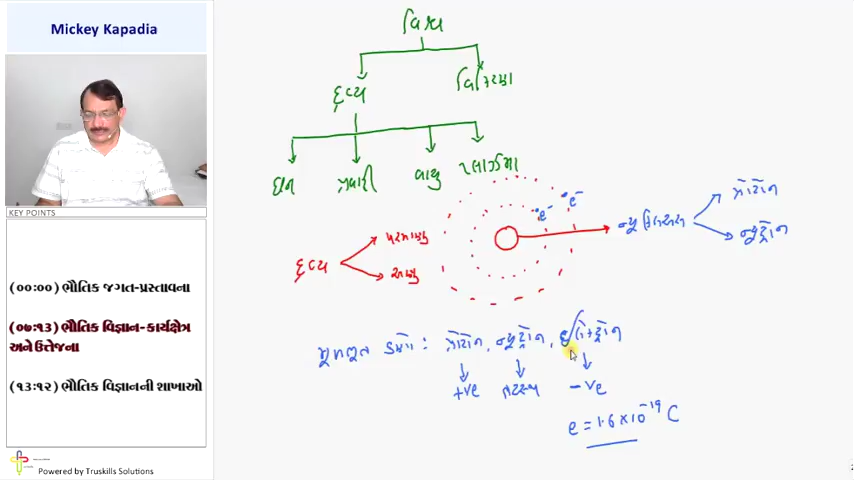 Mickey Kapadia
KEY POINTS
(૦૦:૦૦) ભૌતિક જગત-પ્રસ્તાવના
(૦૭:૧૩) ભૌતિક વિજ્ઞાન-કાર્યક્ષેત્ર
અને ઉત્તેજના
(૧૩:૧૨) ભૌતિક વિજ્ઞાનની શાખાઓ
Powered by Truskills Solutions
વિશ્વ
દ્રવ્ય વિકિરણ
ઘન પ્રવાહી વાયુ પ્લાઝમા
e⁻ e⁻
દ્રવ્ય
પરમાણુ
અણુ
ન્યુક્લિયસ
પ્રોટોન
ન્યુટ્રોન
મૂળભૂત કણો : પ્રોટોન, ન્યુટ્રોન, ઇલેક્ટ્રોન
+ve તટસ્થ -ve
e = 1.6 × 10⁻¹⁹ C